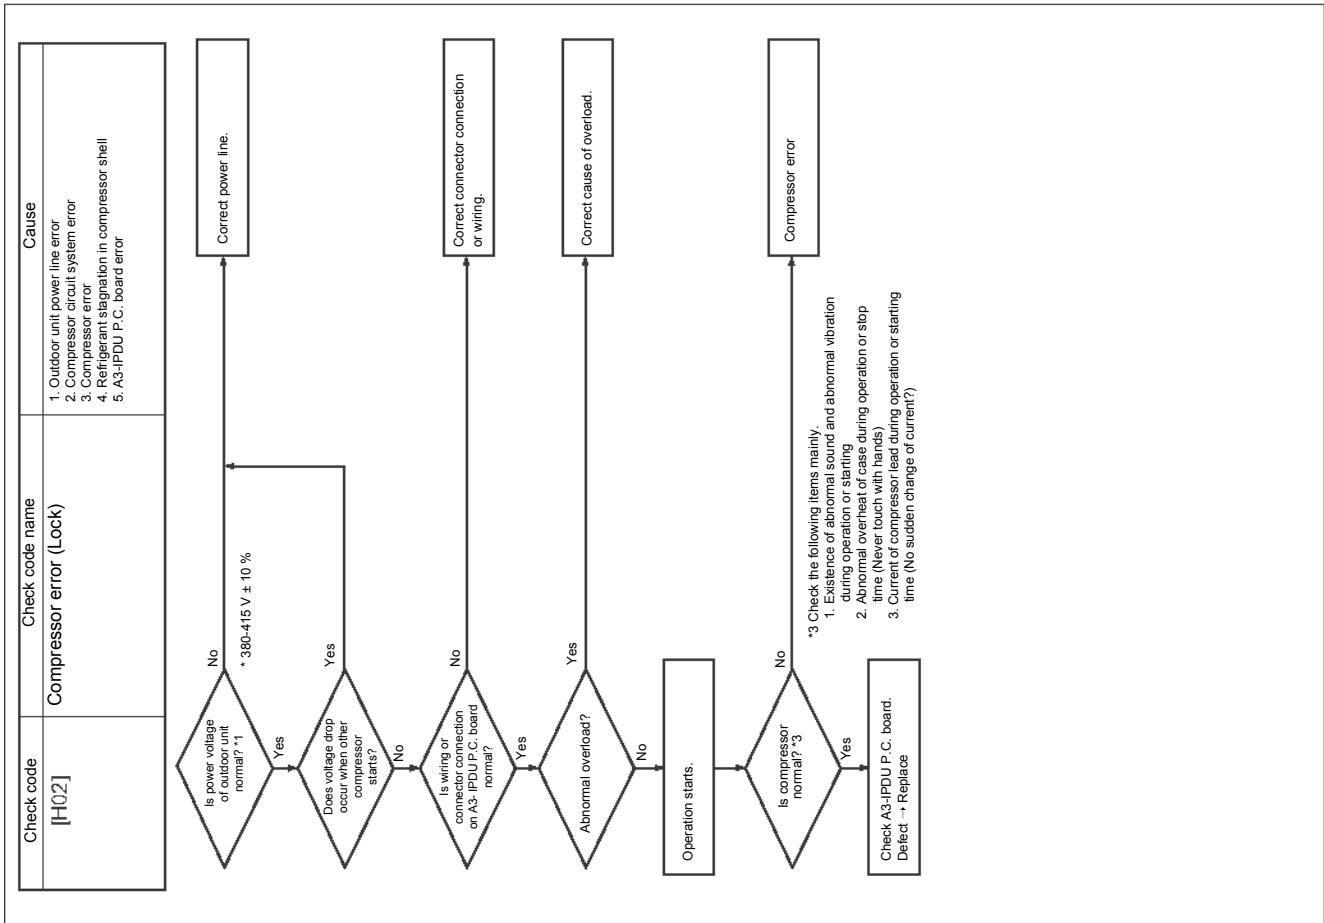 Check code
Check code name
Cause
[H02]
Compressor error (Lock)
1. Outdoor unit power line error
2. Compressor circuit system error
3. Compressor error
4. Refrigerant stagnation in compressor shell
5. A3-IPDU P.C. board error
Is power voltage
of outdoor unit
normal? *1
No
* 380-415 V ± 10 %
Correct power line.
Yes
Does voltage drop
occur when other
compressor
starts?
Yes
No
Is wiring or
connector connection
on A3- IPDU P.C. board
normal?
No
Correct connector connection
or wiring.
Yes
Abnormal overload?
Yes
Correct cause of overload.
No
Operation starts.
Is compressor
normal? *3
No
Compressor error
*3 Check the following items mainly.
1. Existence of abnormal sound and abnormal vibration
during operation or starting
2. Abnormal overheat of case during operation or stop
time (Never touch with hands)
3. Current of compressor lead during operation or starting
time (No sudden change of current?)
Yes
Check A3-IPDU P.C. board.
Defect → Replace